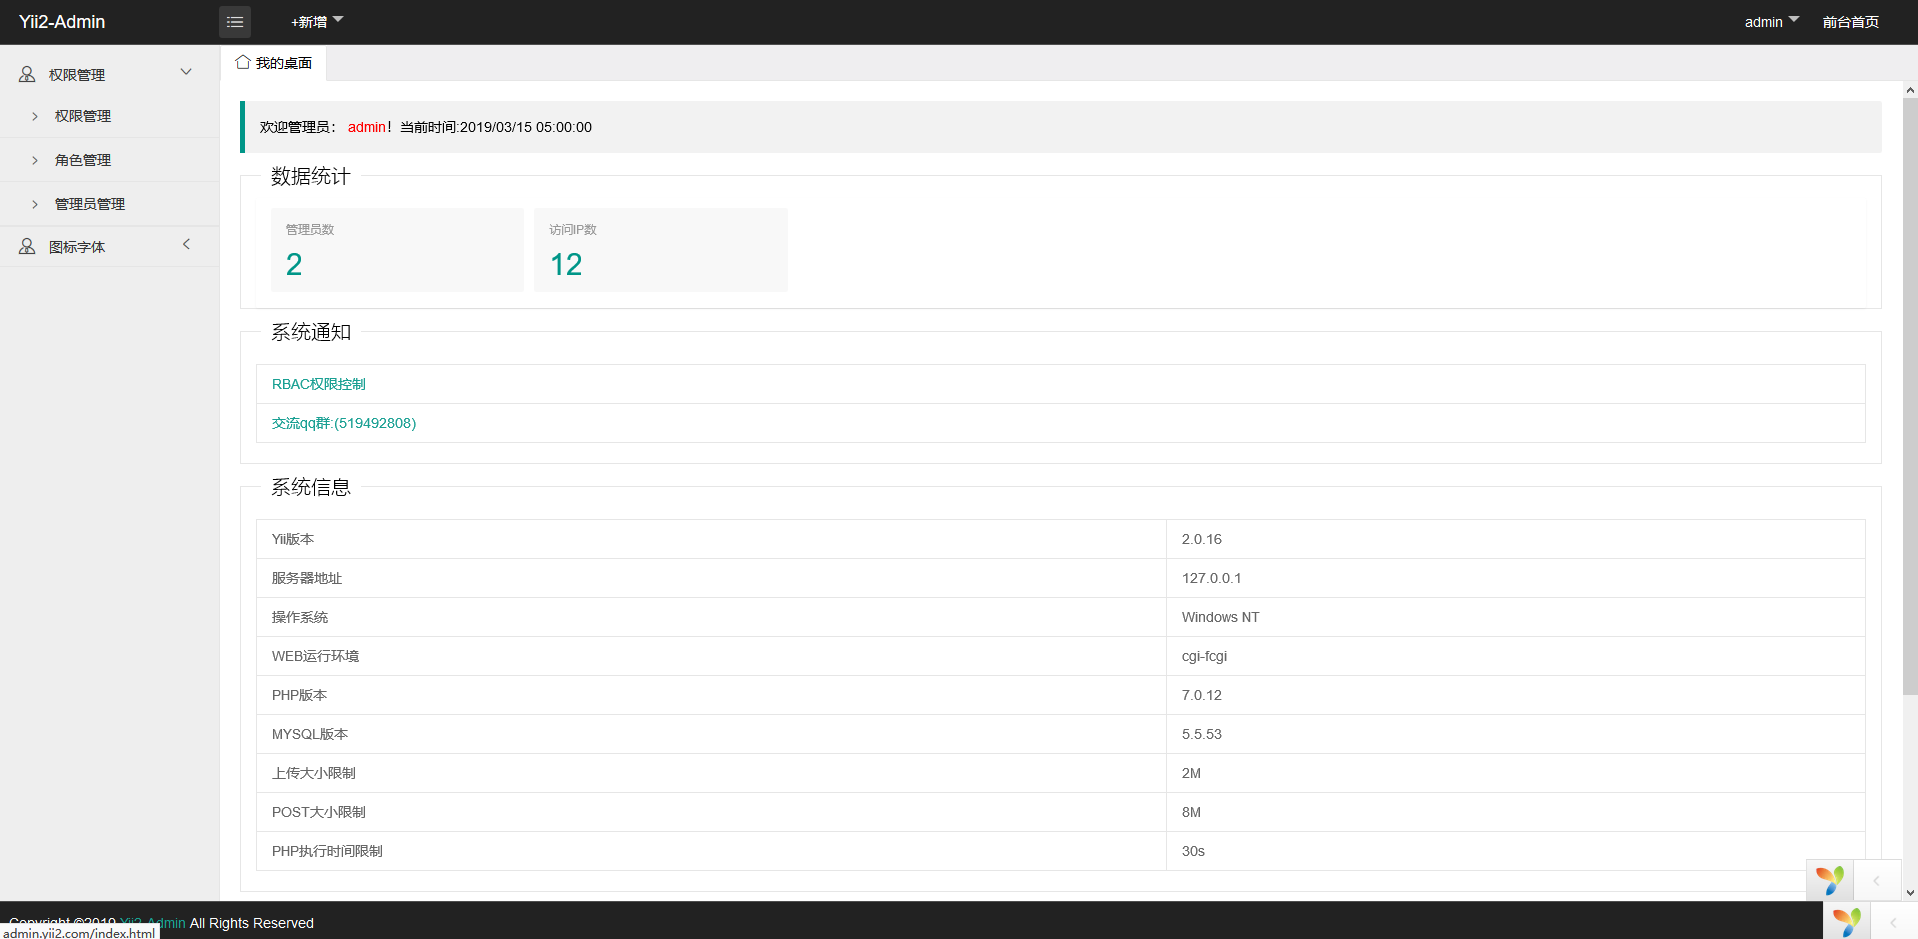 Yii2-Admin
+新增
admin
前台首页
权限管理
权限管理
角色管理
管理员管理
图标字体
我的桌面
欢迎管理员： admin！当前时间:2019/03/15 05:00:00
数据统计
管理员数
2
访问IP数
12
系统通知
RBAC权限控制
交流qq群:(519492808)
系统信息
Yii版本 2.0.16
服务器地址 127.0.0.1
操作系统 Windows NT
WEB运行环境 cgi-fcgi
PHP版本 7.0.12
MYSQL版本 5.5.53
上传大小限制 2M
POST大小限制 8M
PHP执行时间限制 30s
Copyright ©2019 Yii2-Admin All Rights Reserved
admin.yii2.com/index.html